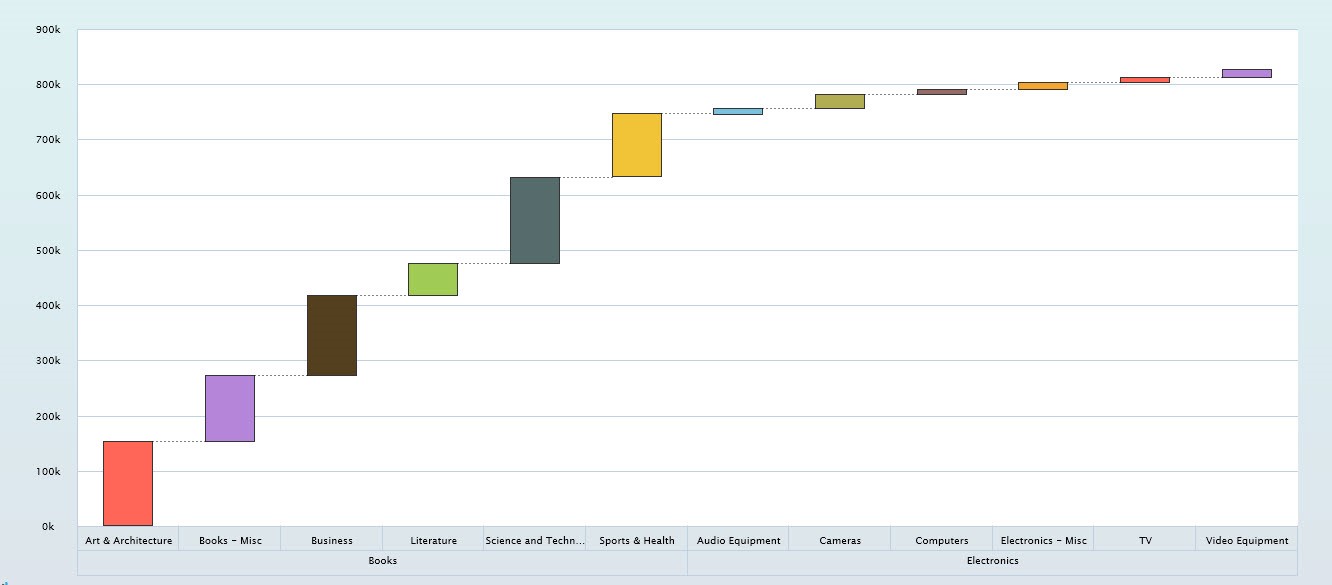 900k
800k
700k
600k
500k
400k
300k
200k
100k
0k
Art & Architecture Books - Misc Business Literature Science and Techn... Sports & Health Audio Equipment Cameras Computers Electronics - Misc TV Video Equipment
Books Electronics